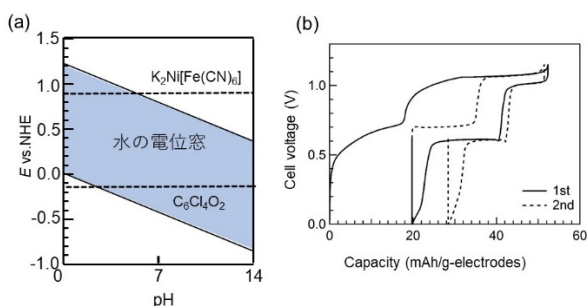 (a)
1.5
1.0
0.5
0.0
-0.5
-1.0
E vs.NHE
K₂Ni[Fe(CN)₆]
水の電位窓
C₆Cl₄O₂
0
7
14
pH
(b)
1.0
0.5
0.0
Cell voltage (V)
1st
2nd
0
20
40
60
Capacity (mAh/g-electrodes)